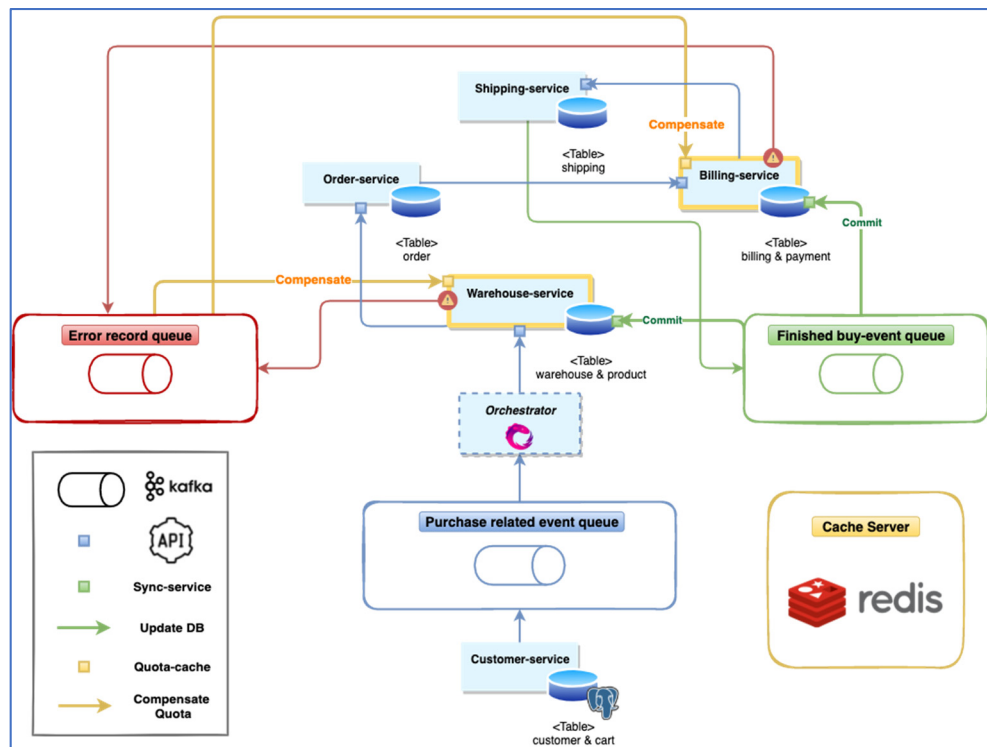 Shipping-service
Compensate
<Table>
shipping
Billing-service
Order-service
Commit
<Table>
order
<Table>
billing & payment
Compensate
Warehouse-service
Error record queue
Commit
Finished buy-event queue
<Table>
warehouse & product
Orchestrator
kafka
API
Purchase related event queue
Cache Server
Sync-service
redis
Update DB
Customer-service
Quota-cache
Compensate
Quota
<Table>
customer & cart